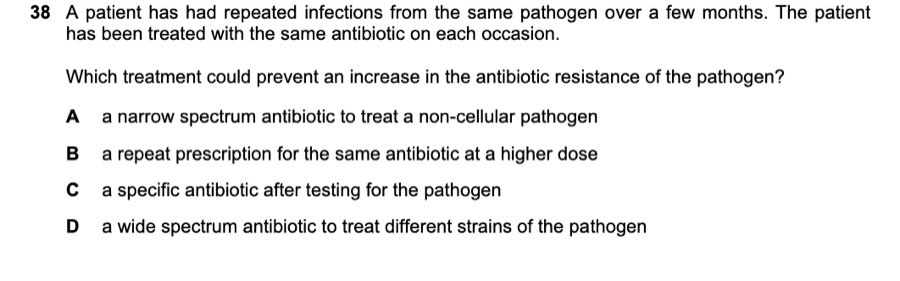 38 A patient has had repeated infections from the same pathogen over a few months. The patient
has been treated with the same antibiotic on each occasion.
Which treatment could prevent an increase in the antibiotic resistance of the pathogen?
A a narrow spectrum antibiotic to treat a non-cellular pathogen
B a repeat prescription for the same antibiotic at a higher dose
C a specific antibiotic after testing for the pathogen
D a wide spectrum antibiotic to treat different strains of the pathogen